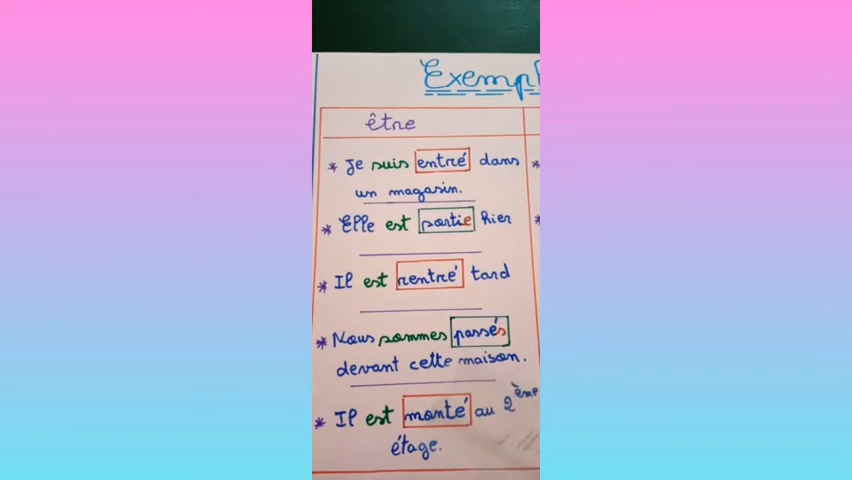 Exempl
être
* Je suis entré dans
un magasin.
* Elle est partie hier
* Il est rentré tard
* Nous sommes passés
devant cette maison.
* Il est monté au 2ème
étage.